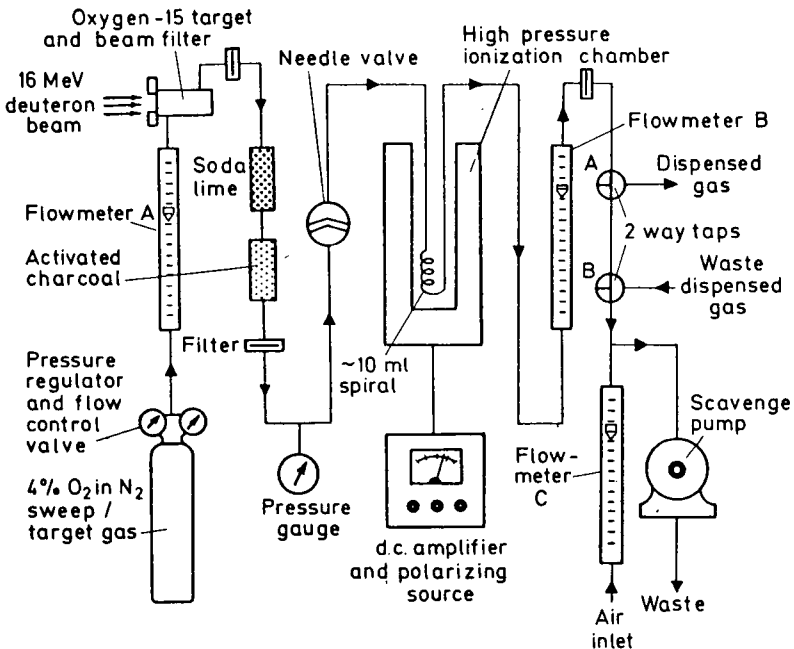 Oxygen-15 target
and beam filter
16 MeV
deuteron
beam
Needle valve
High pressure
ionization chamber
Soda
lime
Flowmeter A
Activated
charcoal
Filter
Flowmeter B
A
Dispensed
gas
2 way taps
B
Waste
dispensed
gas
Pressure
regulator
and flow
control
valve
~10 ml
spiral
4% O₂ in N₂
sweep /
target gas
Pressure
gauge
d.c. amplifier
and polarizing
source
Flow-
meter
C
Scavenge
pump
Air
inlet
Waste